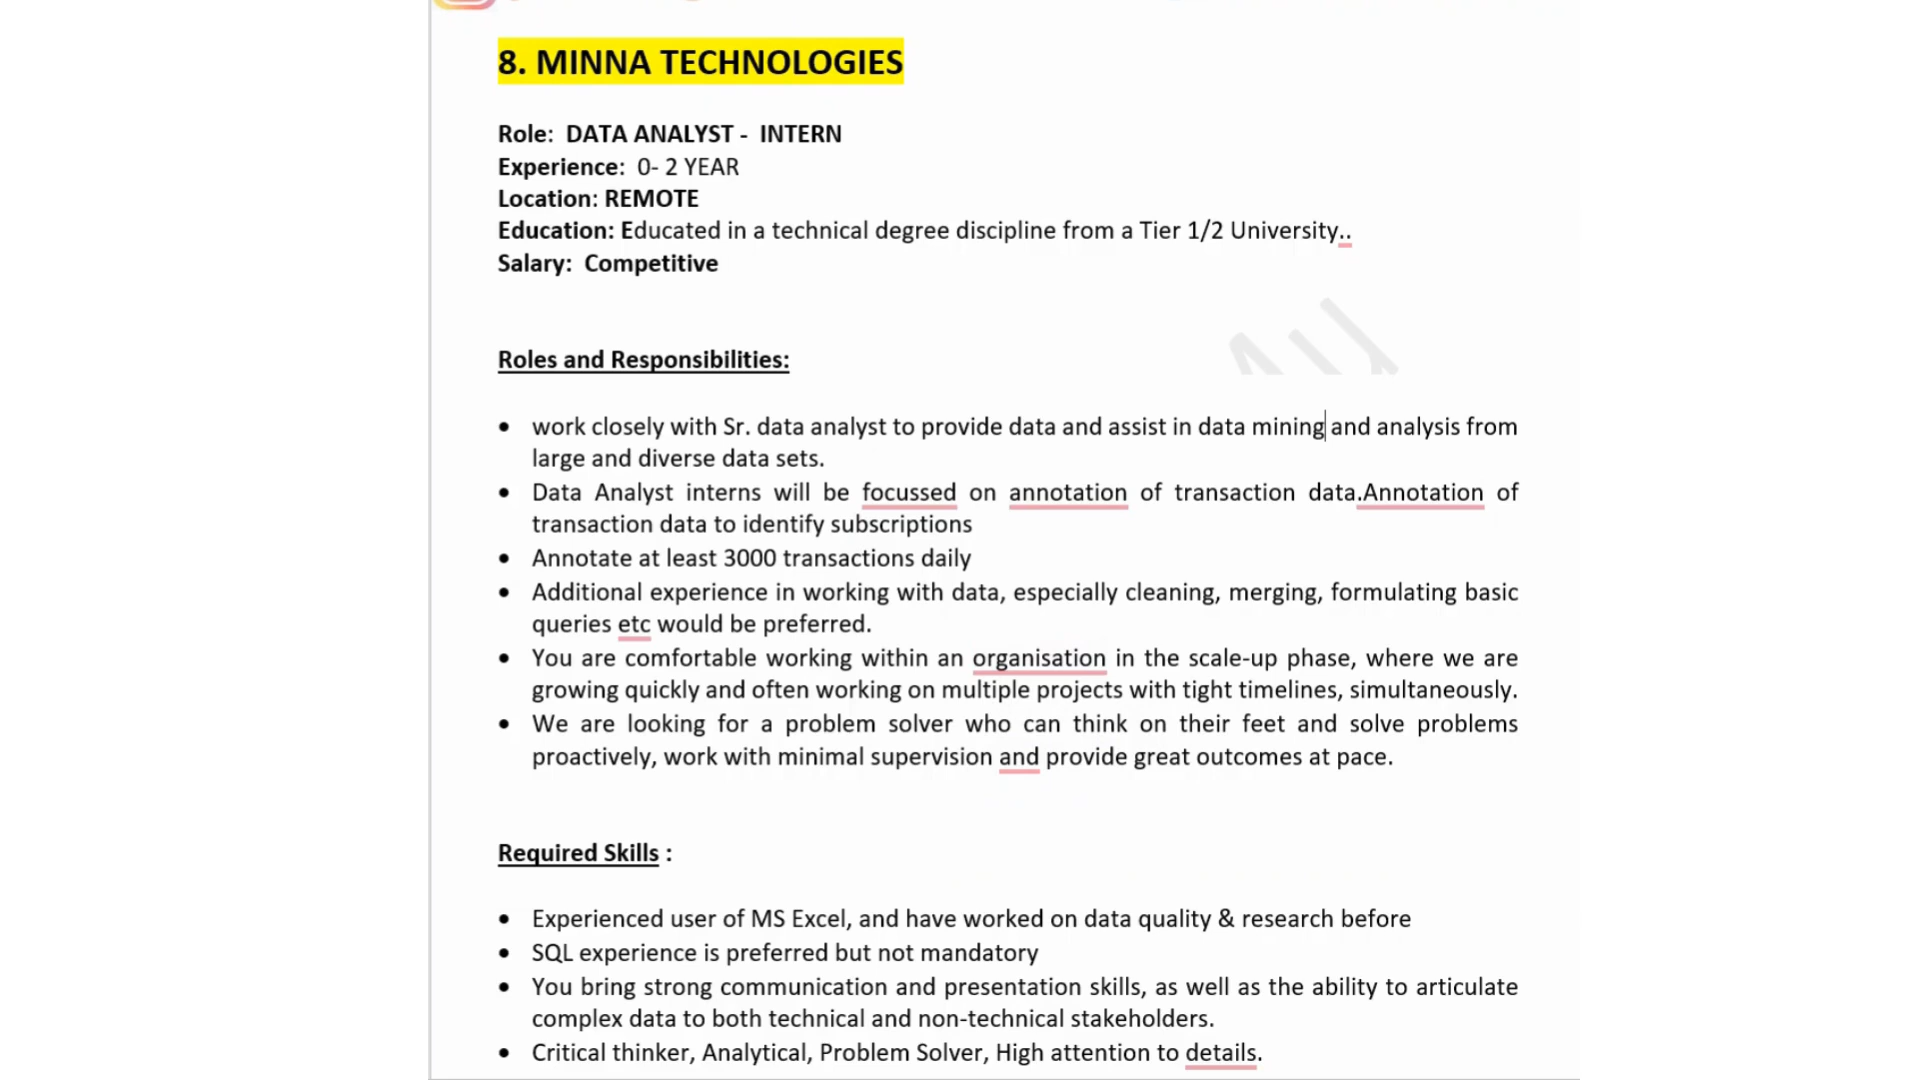 8. MINNA TECHNOLOGIES
Role: DATA ANALYST - INTERN
Experience: 0- 2 YEAR
Location: REMOTE
Education: Educated in a technical degree discipline from a Tier 1/2 University..
Salary: Competitive
Roles and Responsibilities:
• work closely with Sr. data analyst to provide data and assist in data mining and analysis from
large and diverse data sets.
• Data Analyst interns will be focussed on annotation of transaction data.Annotation of
transaction data to identify subscriptions
• Annotate at least 3000 transactions daily
• Additional experience in working with data, especially cleaning, merging, formulating basic
queries etc would be preferred.
• You are comfortable working within an organisation in the scale-up phase, where we are
growing quickly and often working on multiple projects with tight timelines, simultaneously.
• We are looking for a problem solver who can think on their feet and solve problems
proactively, work with minimal supervision and provide great outcomes at pace.
Required Skills :
• Experienced user of MS Excel, and have worked on data quality & research before
• SQL experience is preferred but not mandatory
• You bring strong communication and presentation skills, as well as the ability to articulate
complex data to both technical and non-technical stakeholders.
• Critical thinker, Analytical, Problem Solver, High attention to details.